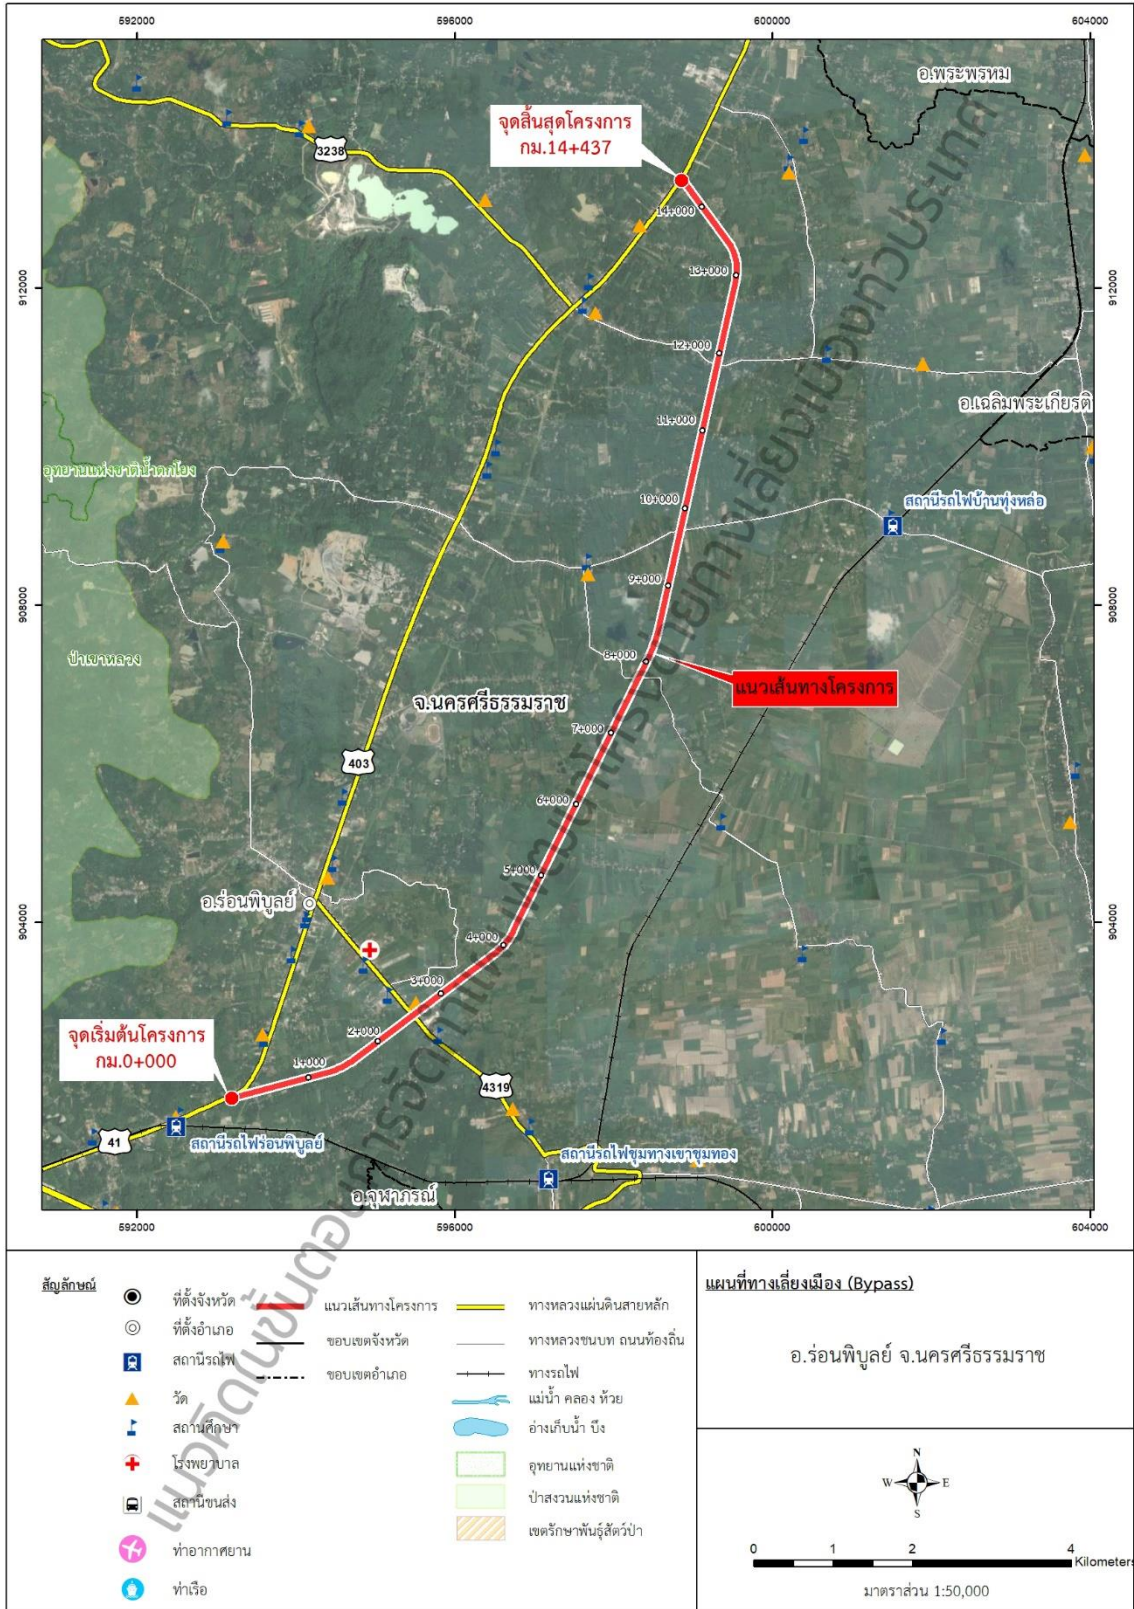 592000
596000
600000
604000
อ.พระพรหม
จุดสิ้นสุดโครงการ
กม.14+437
3238
14+000
13+000
912000
912000
12+000
อ.เฉลิมพระเกียรติ
11+000
อุทยานแห่งชาติน้ำตกโยง
10+000
สถานีรถไฟบ้านทุ่งหล่อ
9+000
908000
908000
ป่าเขาหลวง
8+000
แนวเส้นทางโครงการ
จ.นครศรีธรรมราช
7+000
403
6+000
5+000
อ.ร่อนพิบูลย์
904000
904000
4+000
3+000
จุดเริ่มต้นโครงการ
กม.0+000
2+000
1+000
4319
41
สถานีรถไฟร่อนพิบูลย์
สถานีรถไฟชุมทางเขาชุมทอง
อ.จุฬาภรณ์
592000
596000
600000
604000
สัญลักษณ์
ที่ตั้งจังหวัด
ที่ตั้งอำเภอ
สถานีรถไฟ
วัด
สถานศึกษา
โรงพยาบาล
สถานีขนส่ง
ท่าอากาศยาน
ท่าเรือ
แนวเส้นทางโครงการ
ขอบเขตจังหวัด
ขอบเขตอำเภอ
ทางหลวงแผ่นดินสายหลัก
ทางหลวงชนบท ถนนท้องถิ่น
ทางรถไฟ
แม่น้ำ คลอง ห้วย
อ่างเก็บน้ำ บึง
อุทยานแห่งชาติ
ป่าสงวนแห่งชาติ
เขตรักษาพันธุ์สัตว์ป่า
แผนที่ทางเลี่ยงเมือง (Bypass)
อ.ร่อนพิบูลย์ จ.นครศรีธรรมราช
N
W
E
S
0 1 2 4
Kilometers
มาตราส่วน 1:50,000